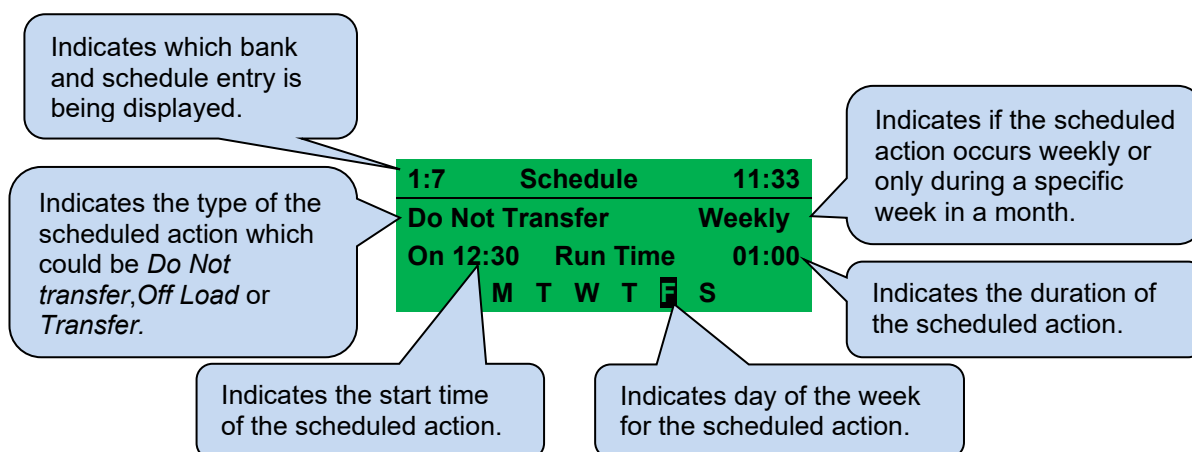 Indicates which bank
and schedule entry is
being displayed.
Indicates if the scheduled
action occurs weekly or
only during a specific
week in a month.
Indicates the type of the
scheduled action which
could be Do Not
transfer,Off Load or
Transfer.
1:7 Schedule 11:33
Do Not Transfer Weekly
On 12:30 Run Time 01:00
M T W T F S
Indicates the duration of
the scheduled action.
Indicates the start time
of the scheduled action.
Indicates day of the week
for the scheduled action.